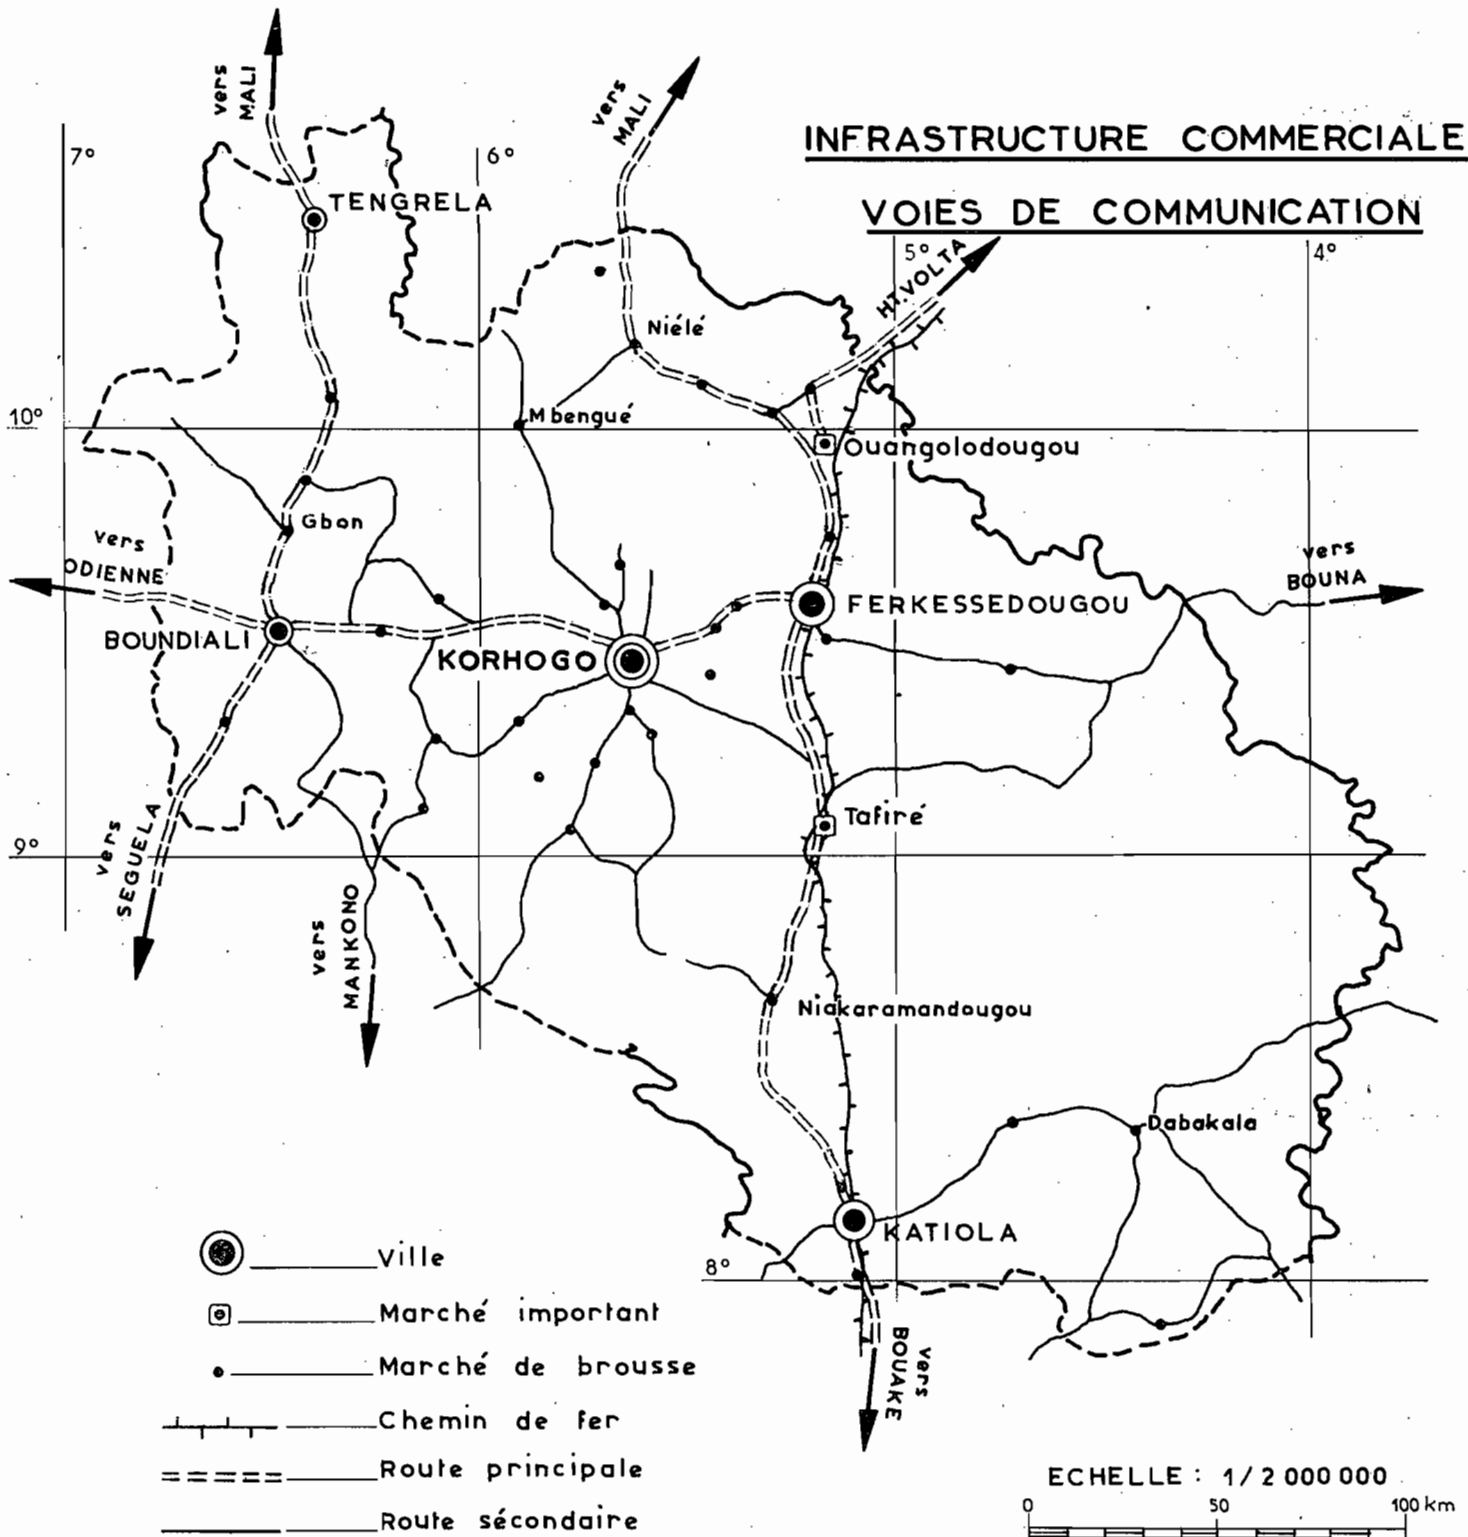 INFRASTRUCTURE COMMERCIALE
VOIES DE COMMUNICATION
vers
MALI
vers
MALI
7°
6°
5°
4°
TENGRELA
HT. VOLTA
Niélé
Mbengué
10°
Ouangolodougou
Gbon
vers
ODIENNE
vers
BOUNA
FERKESSEDOUGOU
BOUNDIALI
KORHOGO
Tafiré
9°
vers
SEGUELA
vers
MANKONO
Niakaramandougou
Dabakala
KATIOLA
8°
vers
BOUAKE
Ville
Marché important
Marché de brousse
Chemin de fer
Route principale
Route sécondaire
ECHELLE : 1/2 000 000
0 50 100 km